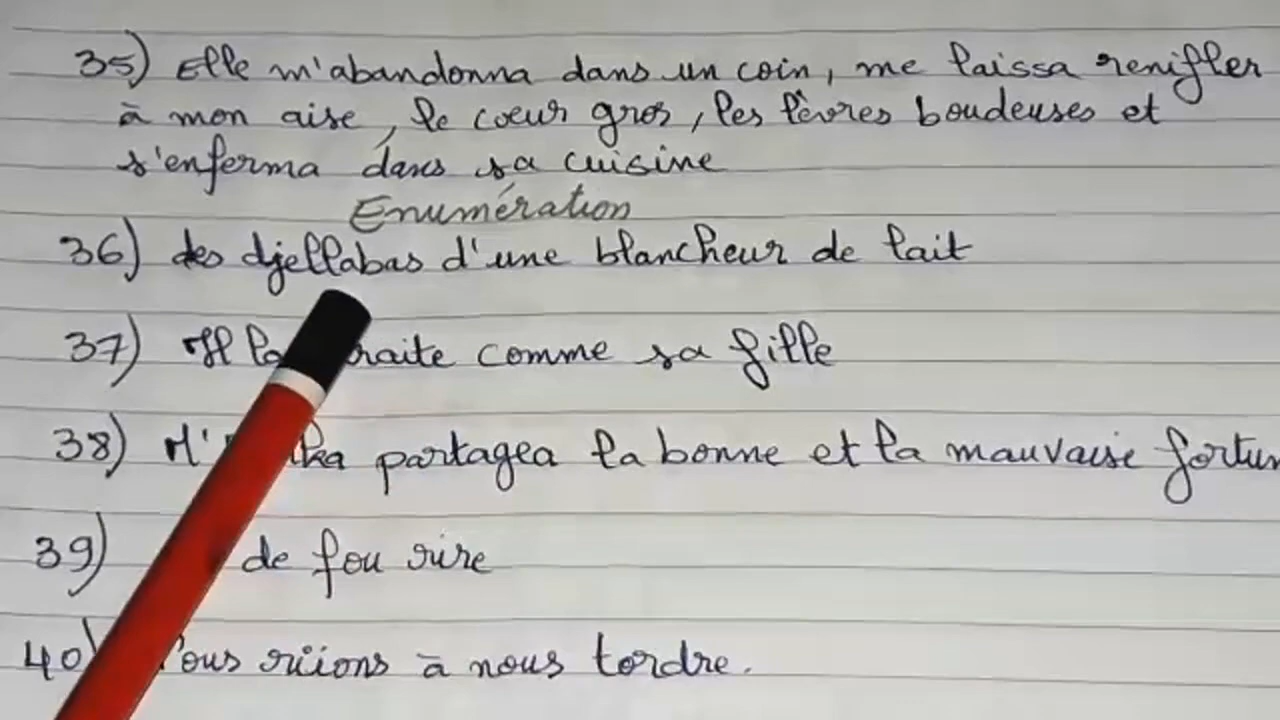 35) Elle m'abandonna dans un coin, me laissa renifler
à mon aise, le coeur gros, les lèvres boudeuses et
s'enferma dans sa cuisine
Enumération
36) des djellabas d'une blancheur de lait
37) Il la traite comme sa fille
38) partagea la bonne et la mauvaise
39) de fou rire
40) riions à nous tordre.